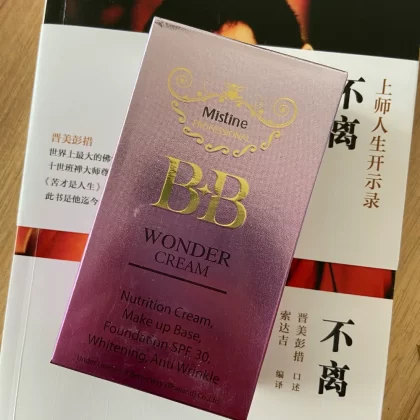 Mistine
PROFESSIONAL
BB
WONDER
CREAM
Nutrition Cream,
Make up Base,
Foundation SPF 30,
Whitening, Anti Wrinkle
上师人生开示录
不离
晋美彭措
世界上最大的佛
十世班禅大师尊
《苦才是人生》
此书是他迄今
不离
晋美彭措 口述
索达吉 编译